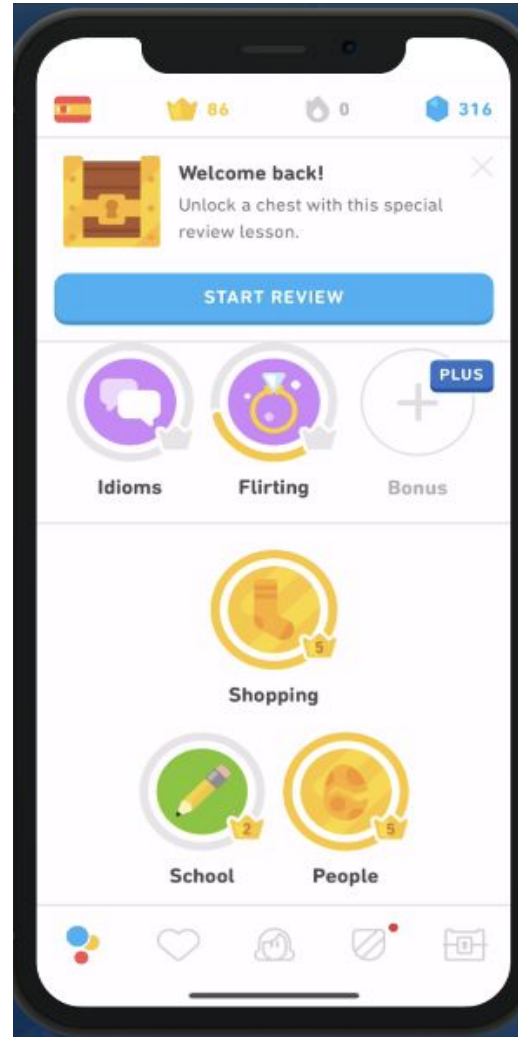 86 0 316
Welcome back!
Unlock a chest with this special
review lesson.
START REVIEW
PLUS
Idioms Flirting Bonus
5
Shopping
2 5
School People